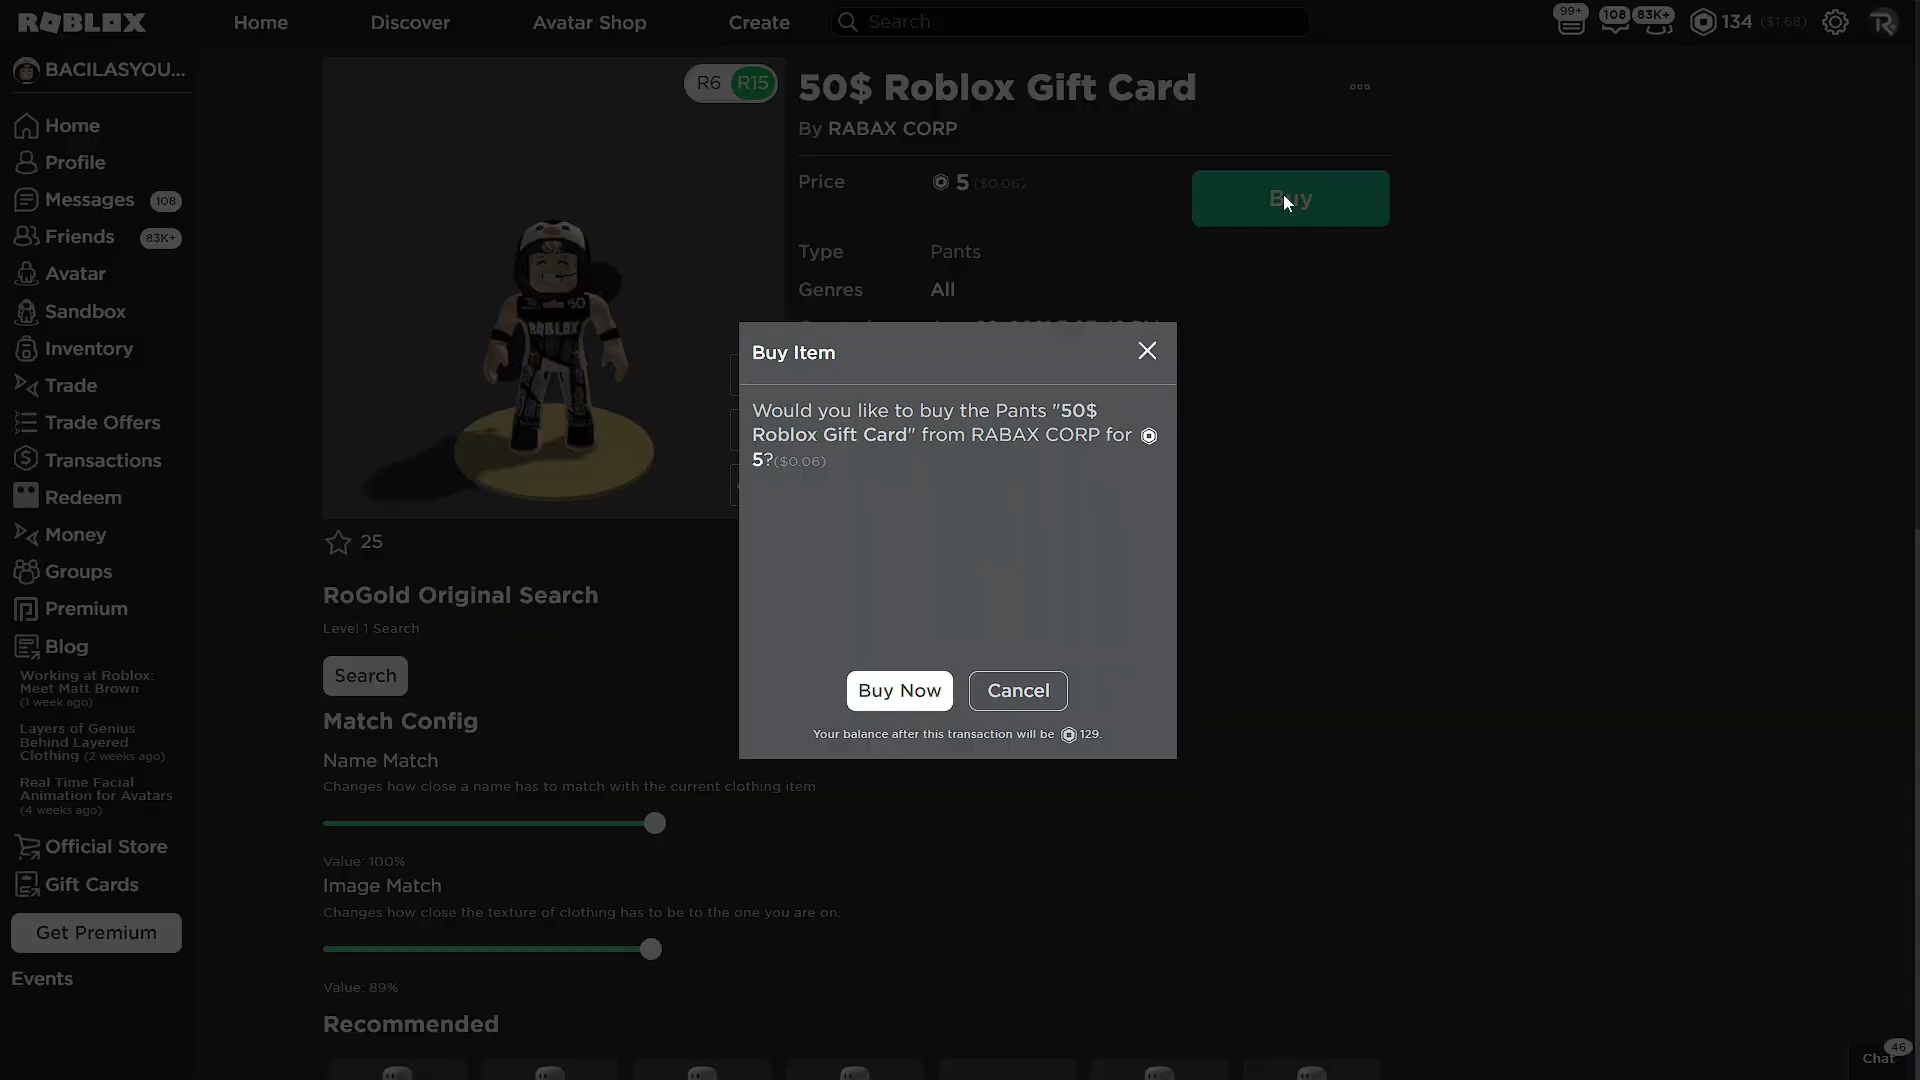 ROBLOX
Home
Discover
Avatar Shop
Create
Search
99+
108
83K+
134 ($1.68)
BACILASYOU...
Home
Profile
Messages 108
Friends 83K+
Avatar
Sandbox
Inventory
Trade
Trade Offers
Transactions
Redeem
Money
Groups
Premium
Blog
Working at Roblox:
Meet Matt Brown
(1 week ago)
Layers of Genius
Behind Layered
Clothing (2 weeks ago)
Real Time Facial
Animation for Avatars
(4 weeks ago)
Official Store
Gift Cards
Get Premium
Events
R6 R15
ROBLOX
25
RoGold Original Search
Level 1 Search
Search
Match Config
Name Match
Changes how close a name has to match with the current clothing item.
Value: 100%
Image Match
Changes how close the texture of clothing has to be to the one you are on.
Value: 89%
Recommended
50$ Roblox Gift Card
By RABAX CORP
Price 5 ($0.06)
Buy
Type Pants
Genres All
Buy Item
Would you like to buy the Pants "50$
Roblox Gift Card" from RABAX CORP for
5?($0.06)
Buy Now
Cancel
Your balance after this transaction will be 129.
Chat 46